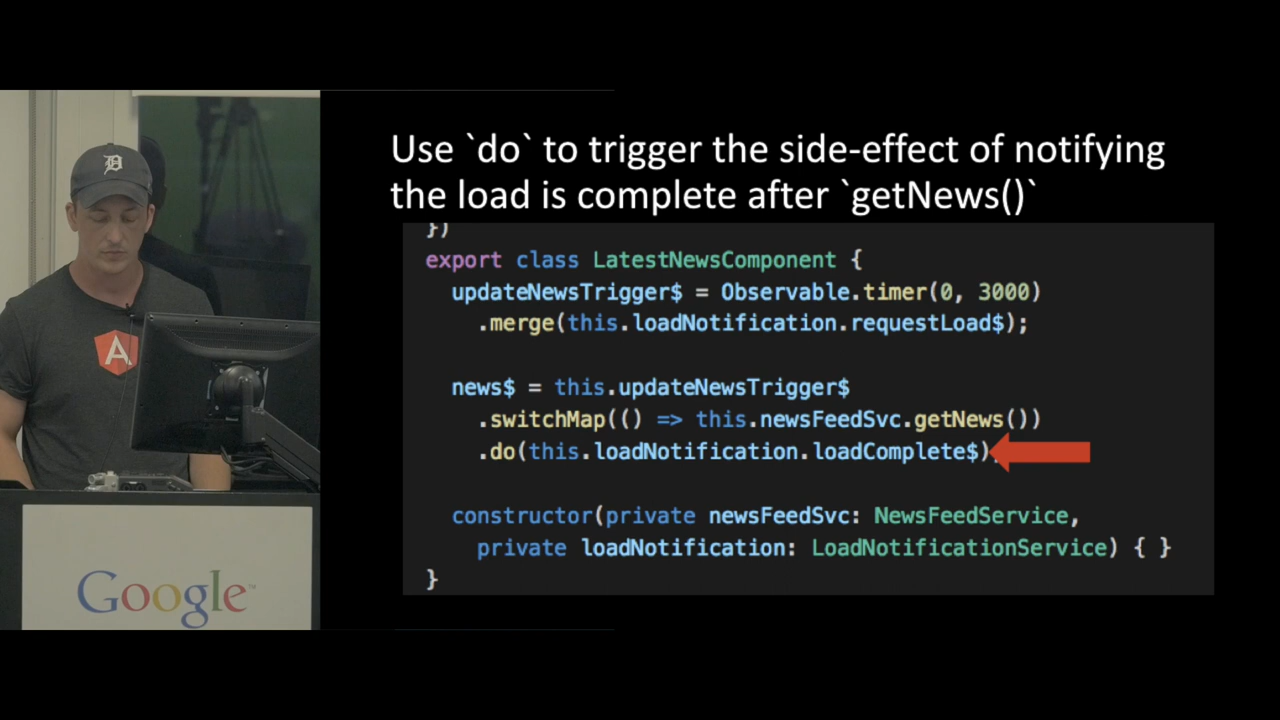 Use `do` to trigger the side-effect of notifying
the load is complete after `getNews()`
})
export class LatestNewsComponent {
updateNewsTrigger$ = Observable.timer(0, 3000)
.merge(this.loadNotification.requestLoad$);
news$ = this.updateNewsTrigger$
.switchMap(() => this.newsFeedSvc.getNews())
.do(this.loadNotification.loadComplete$);
constructor(private newsFeedSvc: NewsFeedService,
private loadNotification: LoadNotificationService) { }
}
D
A
Google™